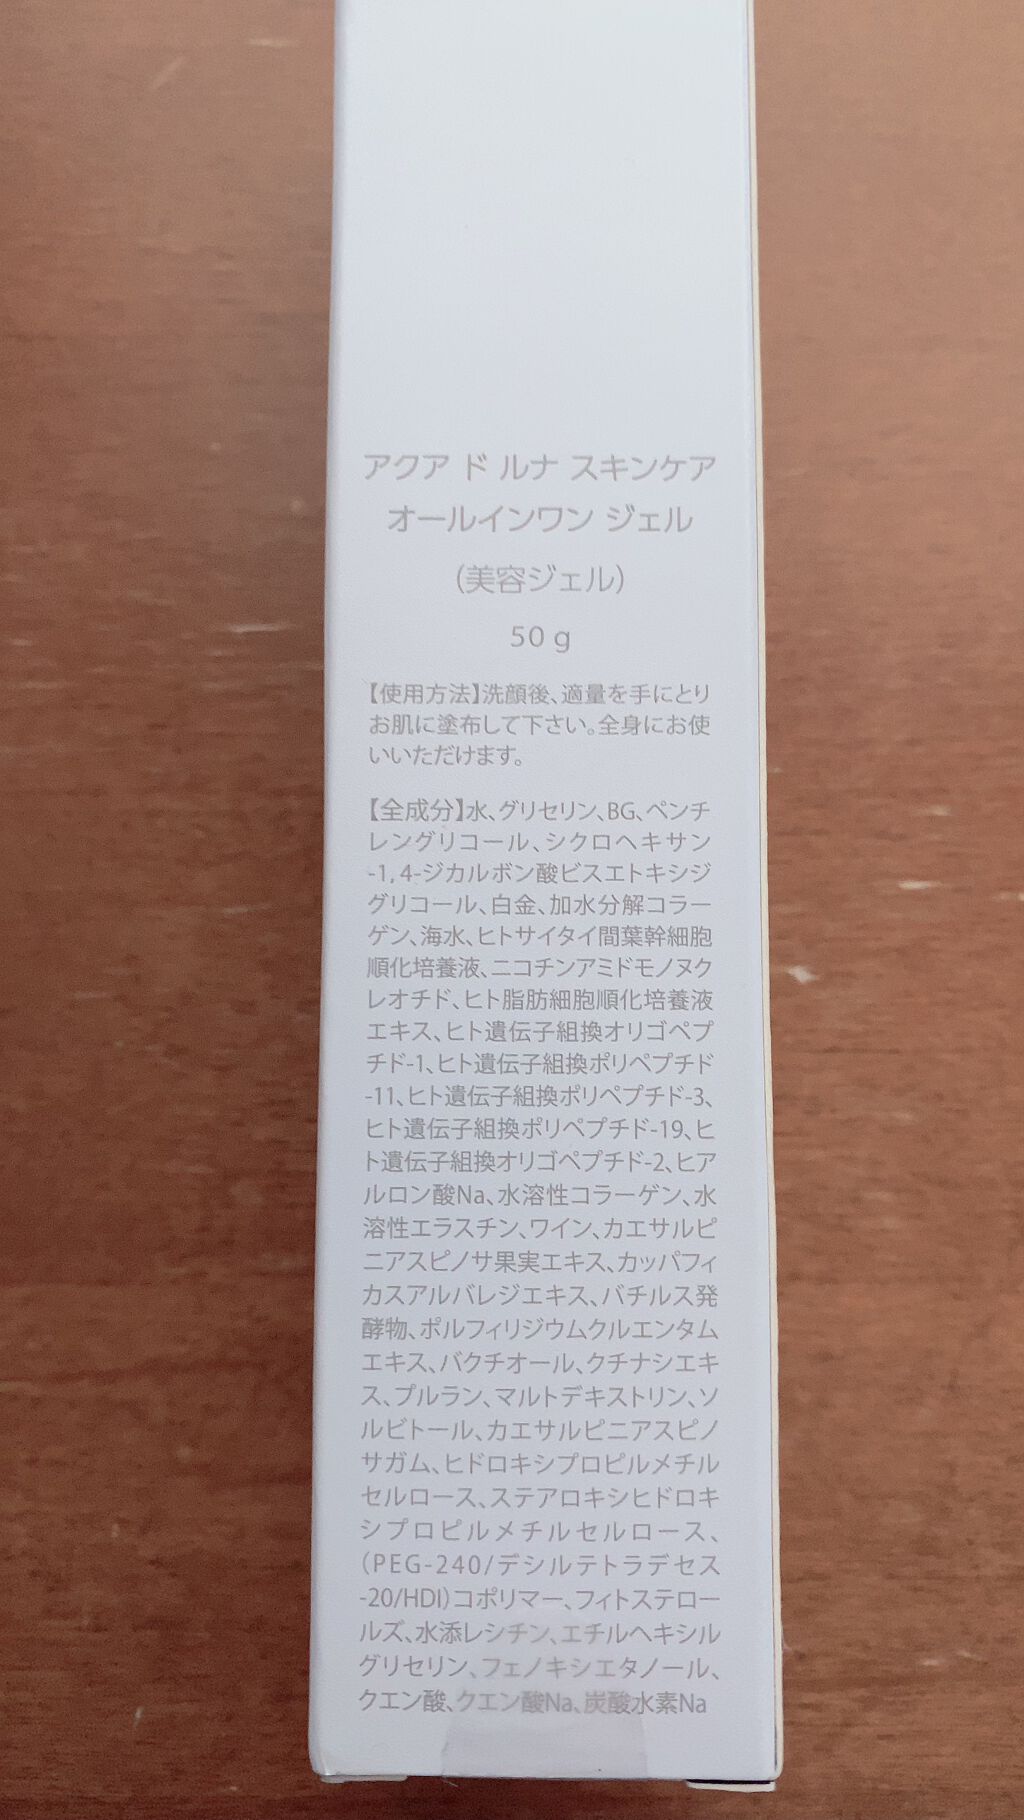 アクア ド ルナ スキンケア
オールインワン ジェル
(美容ジェル)
50 g
【使用方法】洗顔後、適量を手にとり
お肌に塗布して下さい。全身にお使
いいただけます。
【全成分】水、グリセリン、BG、ペンチ
レングリコール、シクロヘキサン
-1,4-ジカルボン酸ビスエトキシジ
グリコール、白金、加水分解コラー
ゲン、海水、ヒトサイタイ間葉幹細胞
順化培養液、ニコチンアミドモノヌク
レオチド、ヒト脂肪細胞順化培養液
エキス、ヒト遺伝子組換オリゴペプ
チド-1、ヒト遺伝子組換ポリペプチド
-11、ヒト遺伝子組換ポリペプチド-3、
ヒト遺伝子組換ポリペプチド-19、ヒ
ト遺伝子組換オリゴペプチド-2、ヒア
ルロン酸Na、水溶性コラーゲン、水
溶性エラスチン、ワイン、カエサルピ
ニアスピノサ果実エキス、カッパフィ
カスアルバレジエキス、バチルス発
酵物、ポルフィリジウムクルエンタム
エキス、バクチオール、クチナシエキ
ス、プルラン、マルトデキストリン、ソ
ルビトール、カエサルピニアスピノ
サガム、ヒドロキシプロピルメチル
セルロース、ステアロキシヒドロキ
シプロピルメチルセルロース、
(PEG-240/デシルテトラデセス
-20/HDI)コポリマー、フィトステロー
ルズ、水添レシチン、エチルヘキシル
グリセリン、フェノキシエタノール、
クエン酸、クエン酸Na、炭酸水素Na